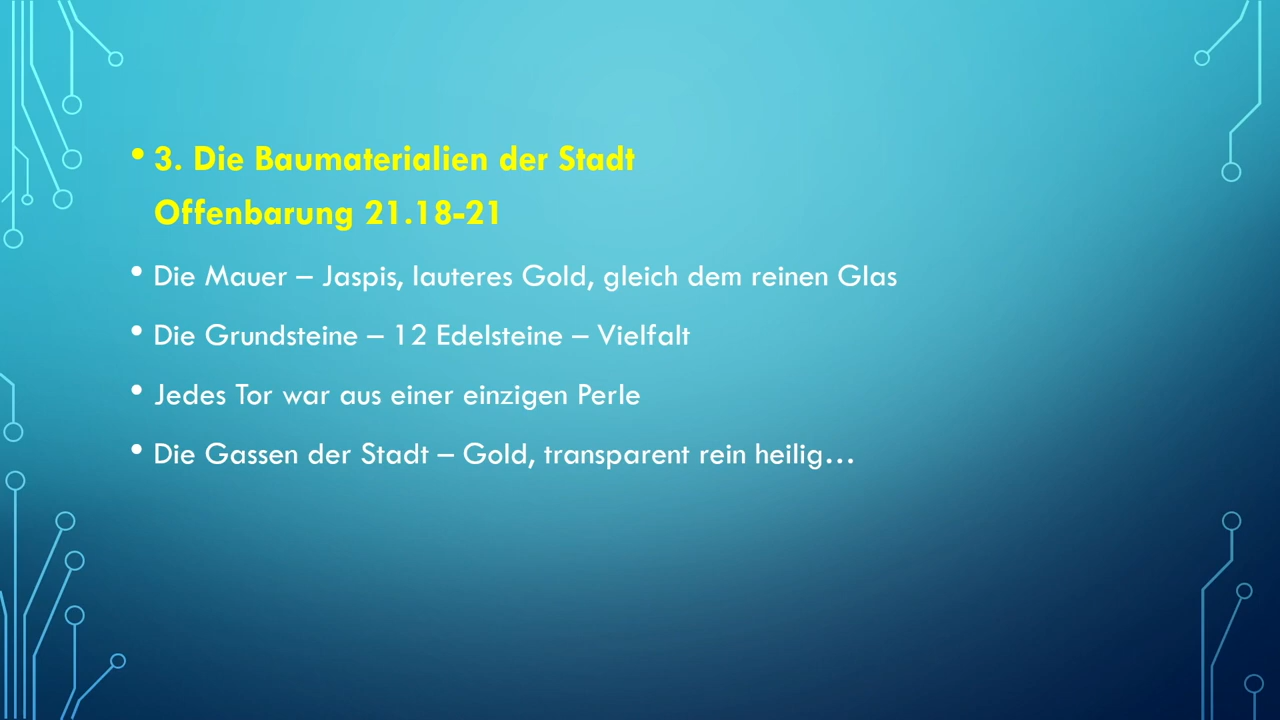 • 3. Die Baumaterialien der Stadt
Offenbarung 21.18-21
• Die Mauer – Jaspis, lauteres Gold, gleich dem reinen Glas
• Die Grundsteine – 12 Edelsteine – Vielfalt
• Jedes Tor war aus einer einzigen Perle
• Die Gassen der Stadt – Gold, transparent rein heilig…